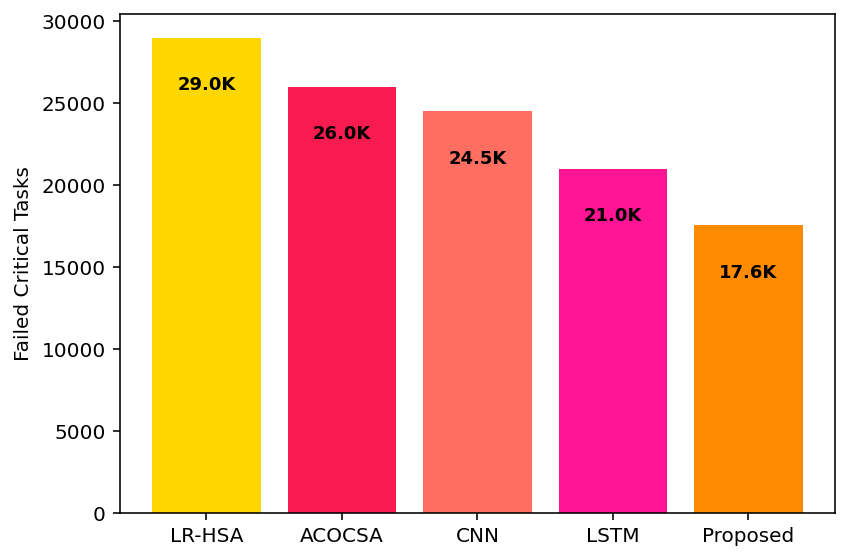 Failed Critical Tasks
30000
25000
20000
15000
10000
5000
0
29.0K
26.0K
24.5K
21.0K
17.6K
LR-HSA ACOCSA CNN LSTM Proposed